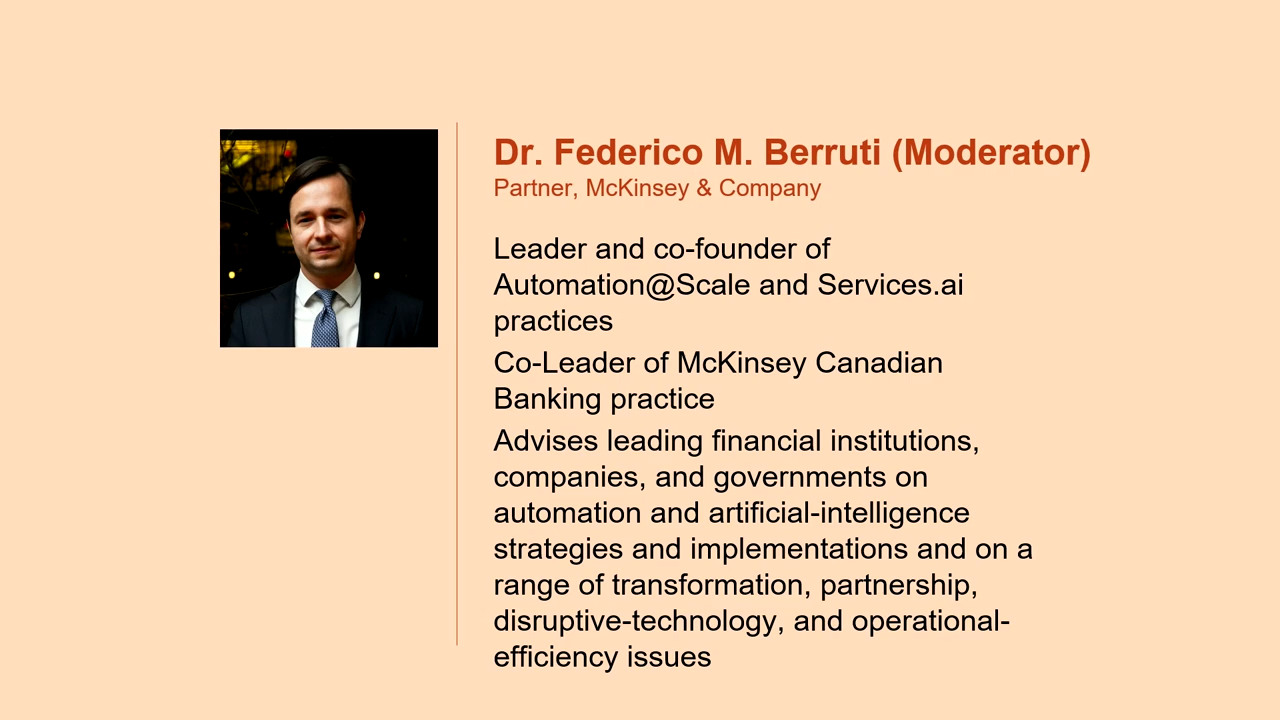 Dr. Federico M. Berruti (Moderator)
Partner, McKinsey & Company
Leader and co-founder of
Automation@Scale and Services.ai
practices
Co-Leader of McKinsey Canadian
Banking practice
Advises leading financial institutions,
companies, and governments on
automation and artificial-intelligence
strategies and implementations and on a
range of transformation, partnership,
disruptive-technology, and operational-
efficiency issues